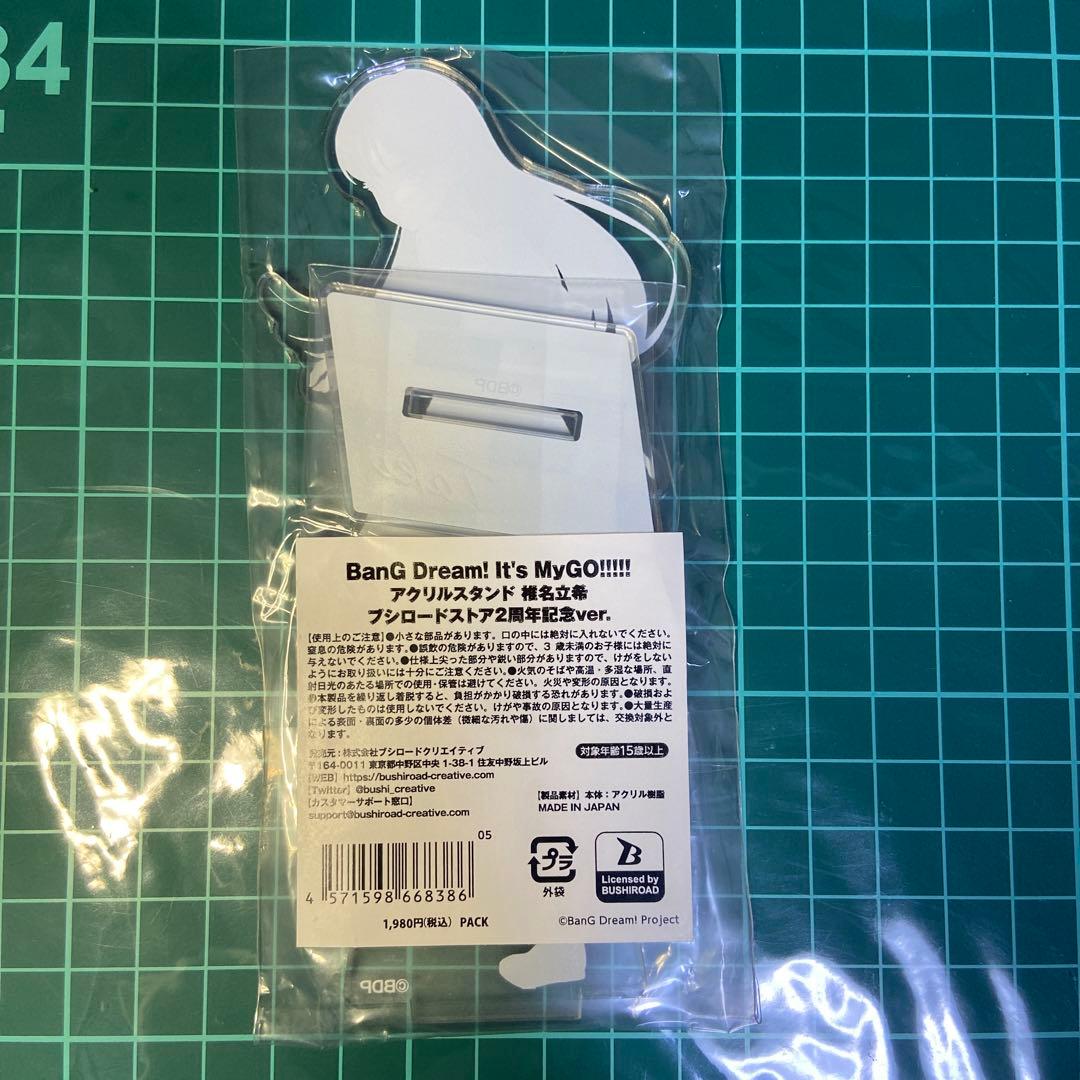 34
©BDP
Taki
BanG Dream! It's MyGO!!!!!
アクリルスタンド 椎名立希
ブシロードストア2周年記念ver.
【使用上のご注意】●小さな部品があります。口の中には絶対に入れないでください。
窒息の危険があります。●誤飲の危険がありますので、3 歳未満のお子様には絶対に
与えないでください。●仕様上尖った部分や鋭い部分がありますので、けがをしない
ようにお取り扱いには十分にご注意ください。●火気のそばや高温・多湿な場所、直
射日光のあたる場所での使用・保管は避けてください。火災や変形の原因となります。
●本製品を繰り返し着脱すると、負担がかかり破損する恐れがあります。●破損およ
び変形したものは使用しないでください。けがや事故の原因となります。●大量生産
による表面・裏面の多少の個体差（微細な汚れや傷）に関しましては、交換対象外と
なります。
発売元：株式会社ブシロードクリエイティブ
対象年齢15歳以上
〒164-0011 東京都中野区中央 1-38-1 住友中野坂上ビル
【WEB】https://bushiroad-creative.com
【Twitter】@bushi_creative
【カスタマーサポート窓口】
support@bushiroad-creative.com
【製品素材】本体：アクリル樹脂
MADE IN JAPAN
05
4 571598 668386
プラ
外袋
B
Licensed by
BUSHIROAD
1,980円(税込) PACK
©BanG Dream! Project
©BDP